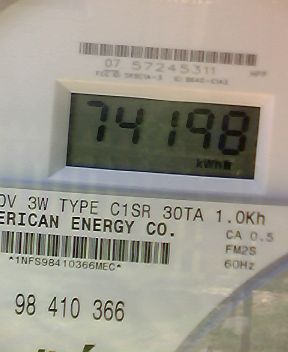 07 57245311
74198
kWh
0V 3W TYPE C1SR 30TA 1.0Kh
ERICAN ENERGY CO.
CA 0.5
FM2S
60Hz
*1NFS98410366MEC*
98 410 366